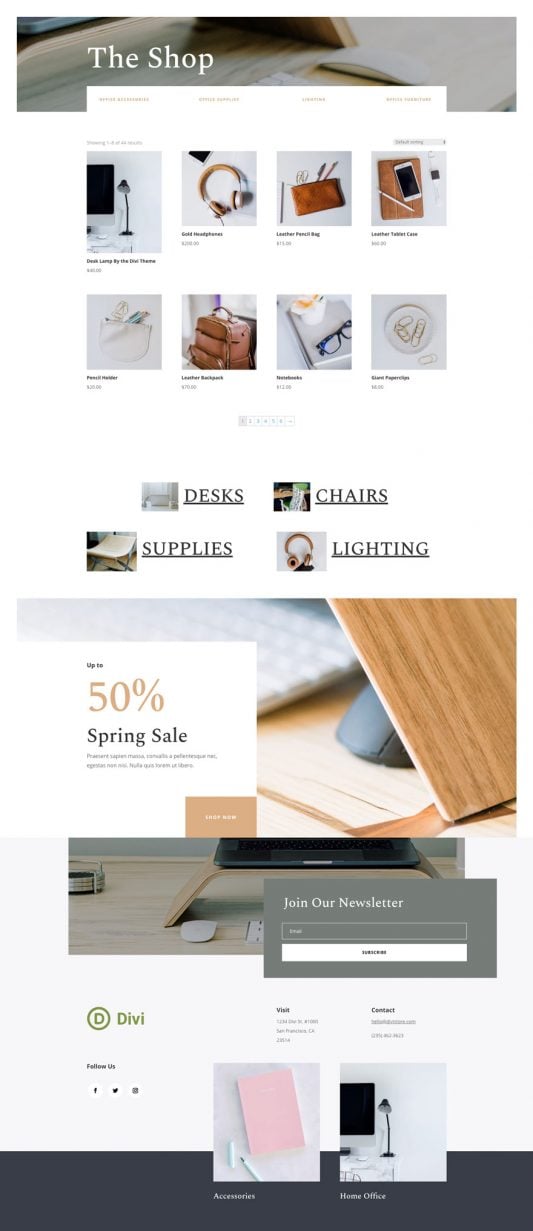 The Shop
OFFICE ACCESSORIES
OFFICE SUPPLIES
LIGHTING
OFFICE FURNITURE
Showing 1–8 of 44 results
Default sorting
Desk Lamp By the Divi Theme
$40.00
Gold Headphones
$200.00
Leather Pencil Bag
$15.00
Leather Tablet Case
$60.00
Pencil Holder
$20.00
Leather Backpack
$70.00
Notebooks
$12.00
Giant Paperclips
$8.00
1 2 3 4 5 6 →
DESKS
CHAIRS
SUPPLIES
LIGHTING
Up to
50%
Spring Sale
Praesent sapien massa, convallis a pellentesque nec,
egestas non nisl. Nulla quis lorem ut libero.
SHOP NOW
Join Our Newsletter
Email
SUBSCRIBE
D Divi
Visit
1234 Divi St. #1000
San Francisco, CA
23514
Contact
hello@divistore.com
(235) 462-3623
Follow Us
Accessories
Home Office